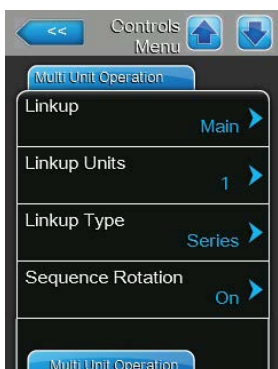 << Controls
Menu
Multi Unit Operation
Linkup
Main
Linkup Units
1
Linkup Type
Series
Sequence Rotation
On
Multi Unit Operation